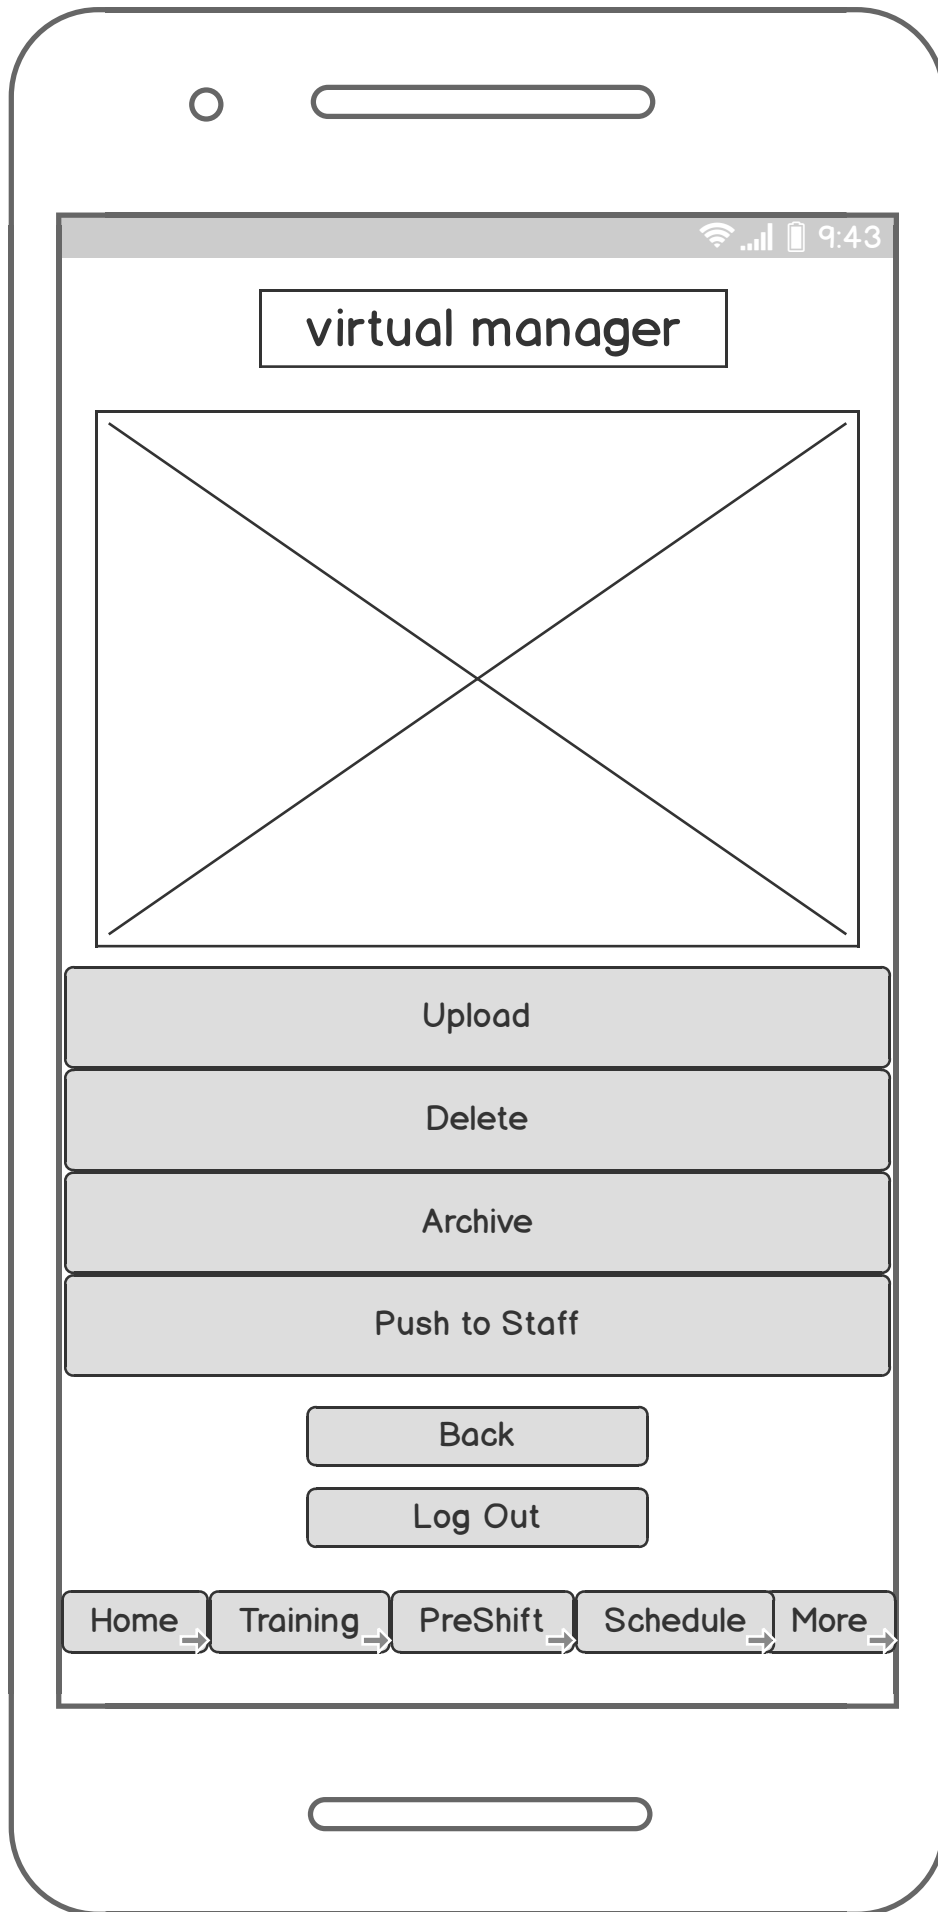 9:43
virtual manager
Upload
Delete
Archive
Push to Staff
Back
Log Out
Home Training PreShift Schedule More